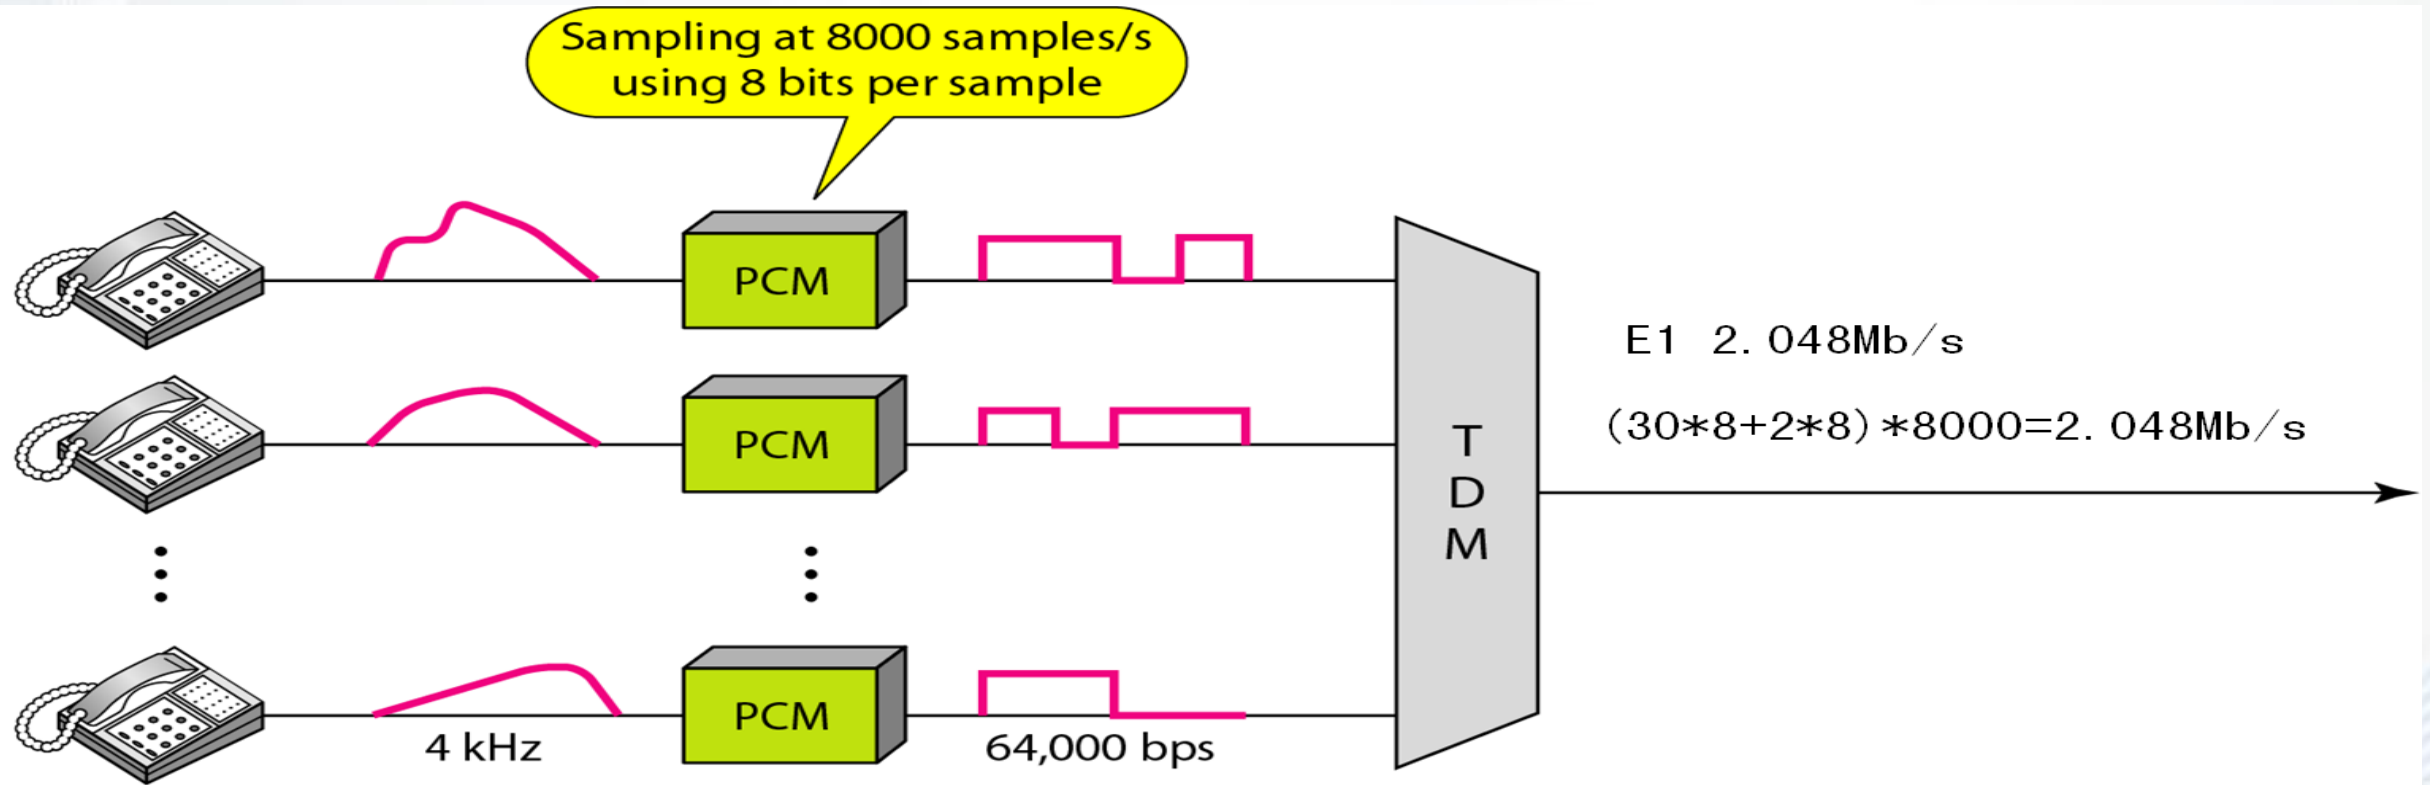 Sampling at 8000 samples/s
using 8 bits per sample
PCM
E1 2.048Mb/s
(30*8+2*8)*8000=2.048Mb/s
PCM
T
D
M
PCM
4 kHz
64,000 bps